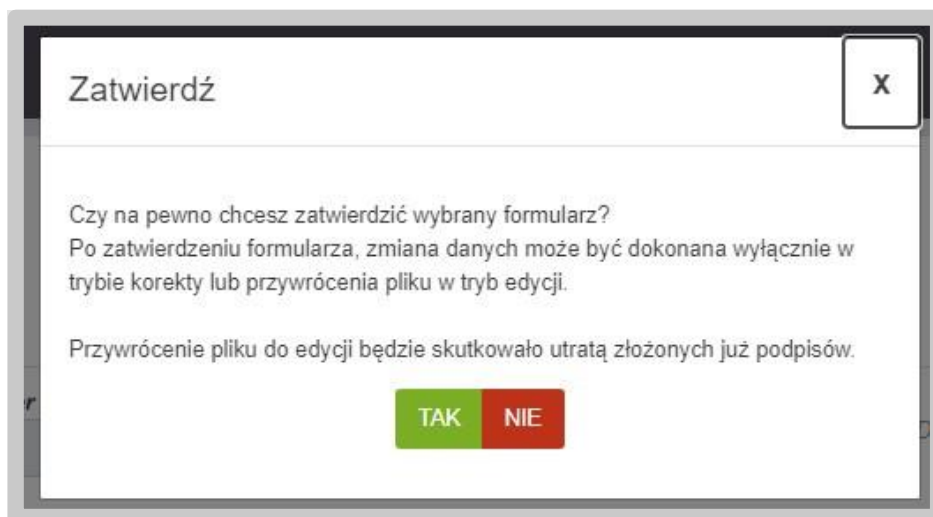 Zatwierdź
X
Czy na pewno chcesz zatwierdzić wybrany formularz?
Po zatwierdzeniu formularza, zmiana danych może być dokonana wyłącznie w
trybie korekty lub przywrócenia pliku w tryb edycji.
Przywrócenie pliku do edycji będzie skutkowało utratą złożonych już podpisów.
TAK NIE